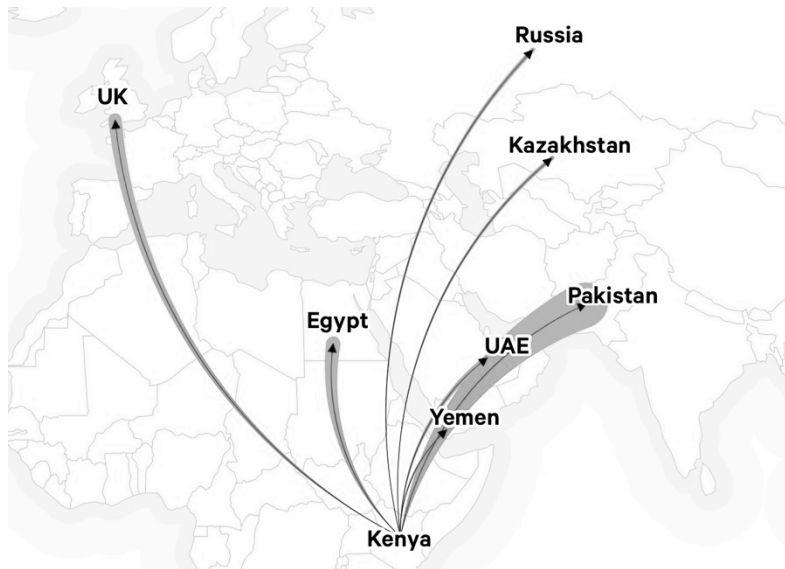 Russia
UK
Kazakhstan
Pakistan
Egypt
UAE
Yemen
Kenya